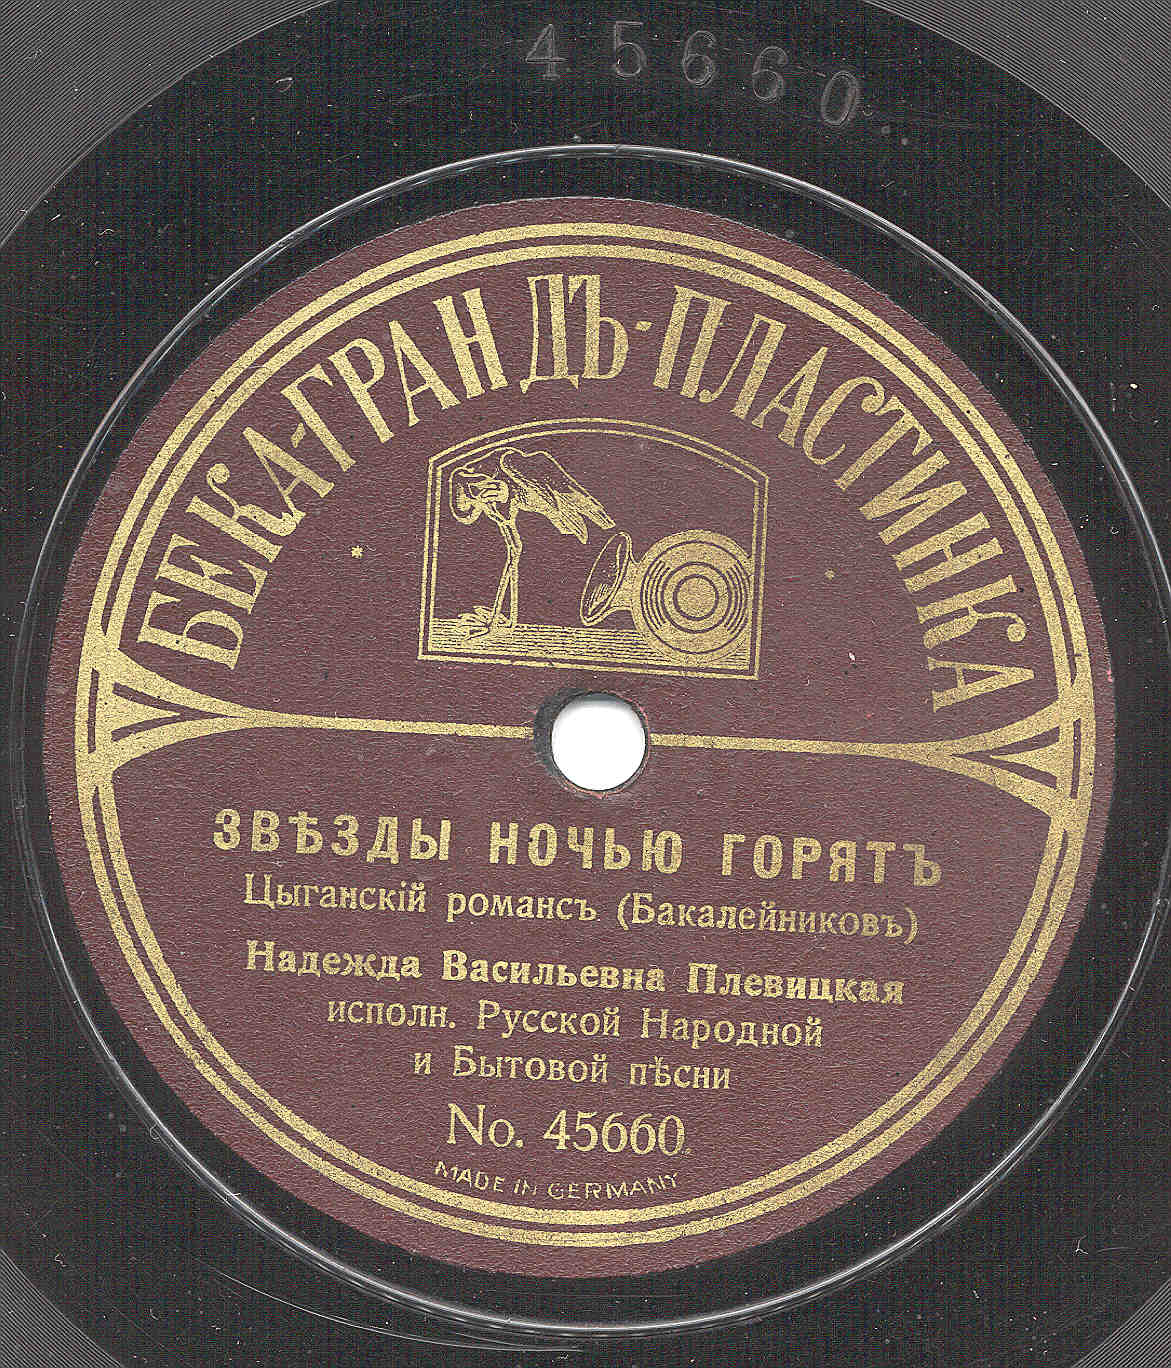 45660
БЕКА-ГРАНДЪ-ПЛАСТИНКА
ЗВѢЗДЫ НОЧЬЮ ГОРЯТЪ
Цыганскій романсъ (Бакалейниковъ)
Надежда Васильевна Плевицкая
исполн. Русской Народной
и Бытовой пѣсни
No. 45660
MADE IN GERMANY